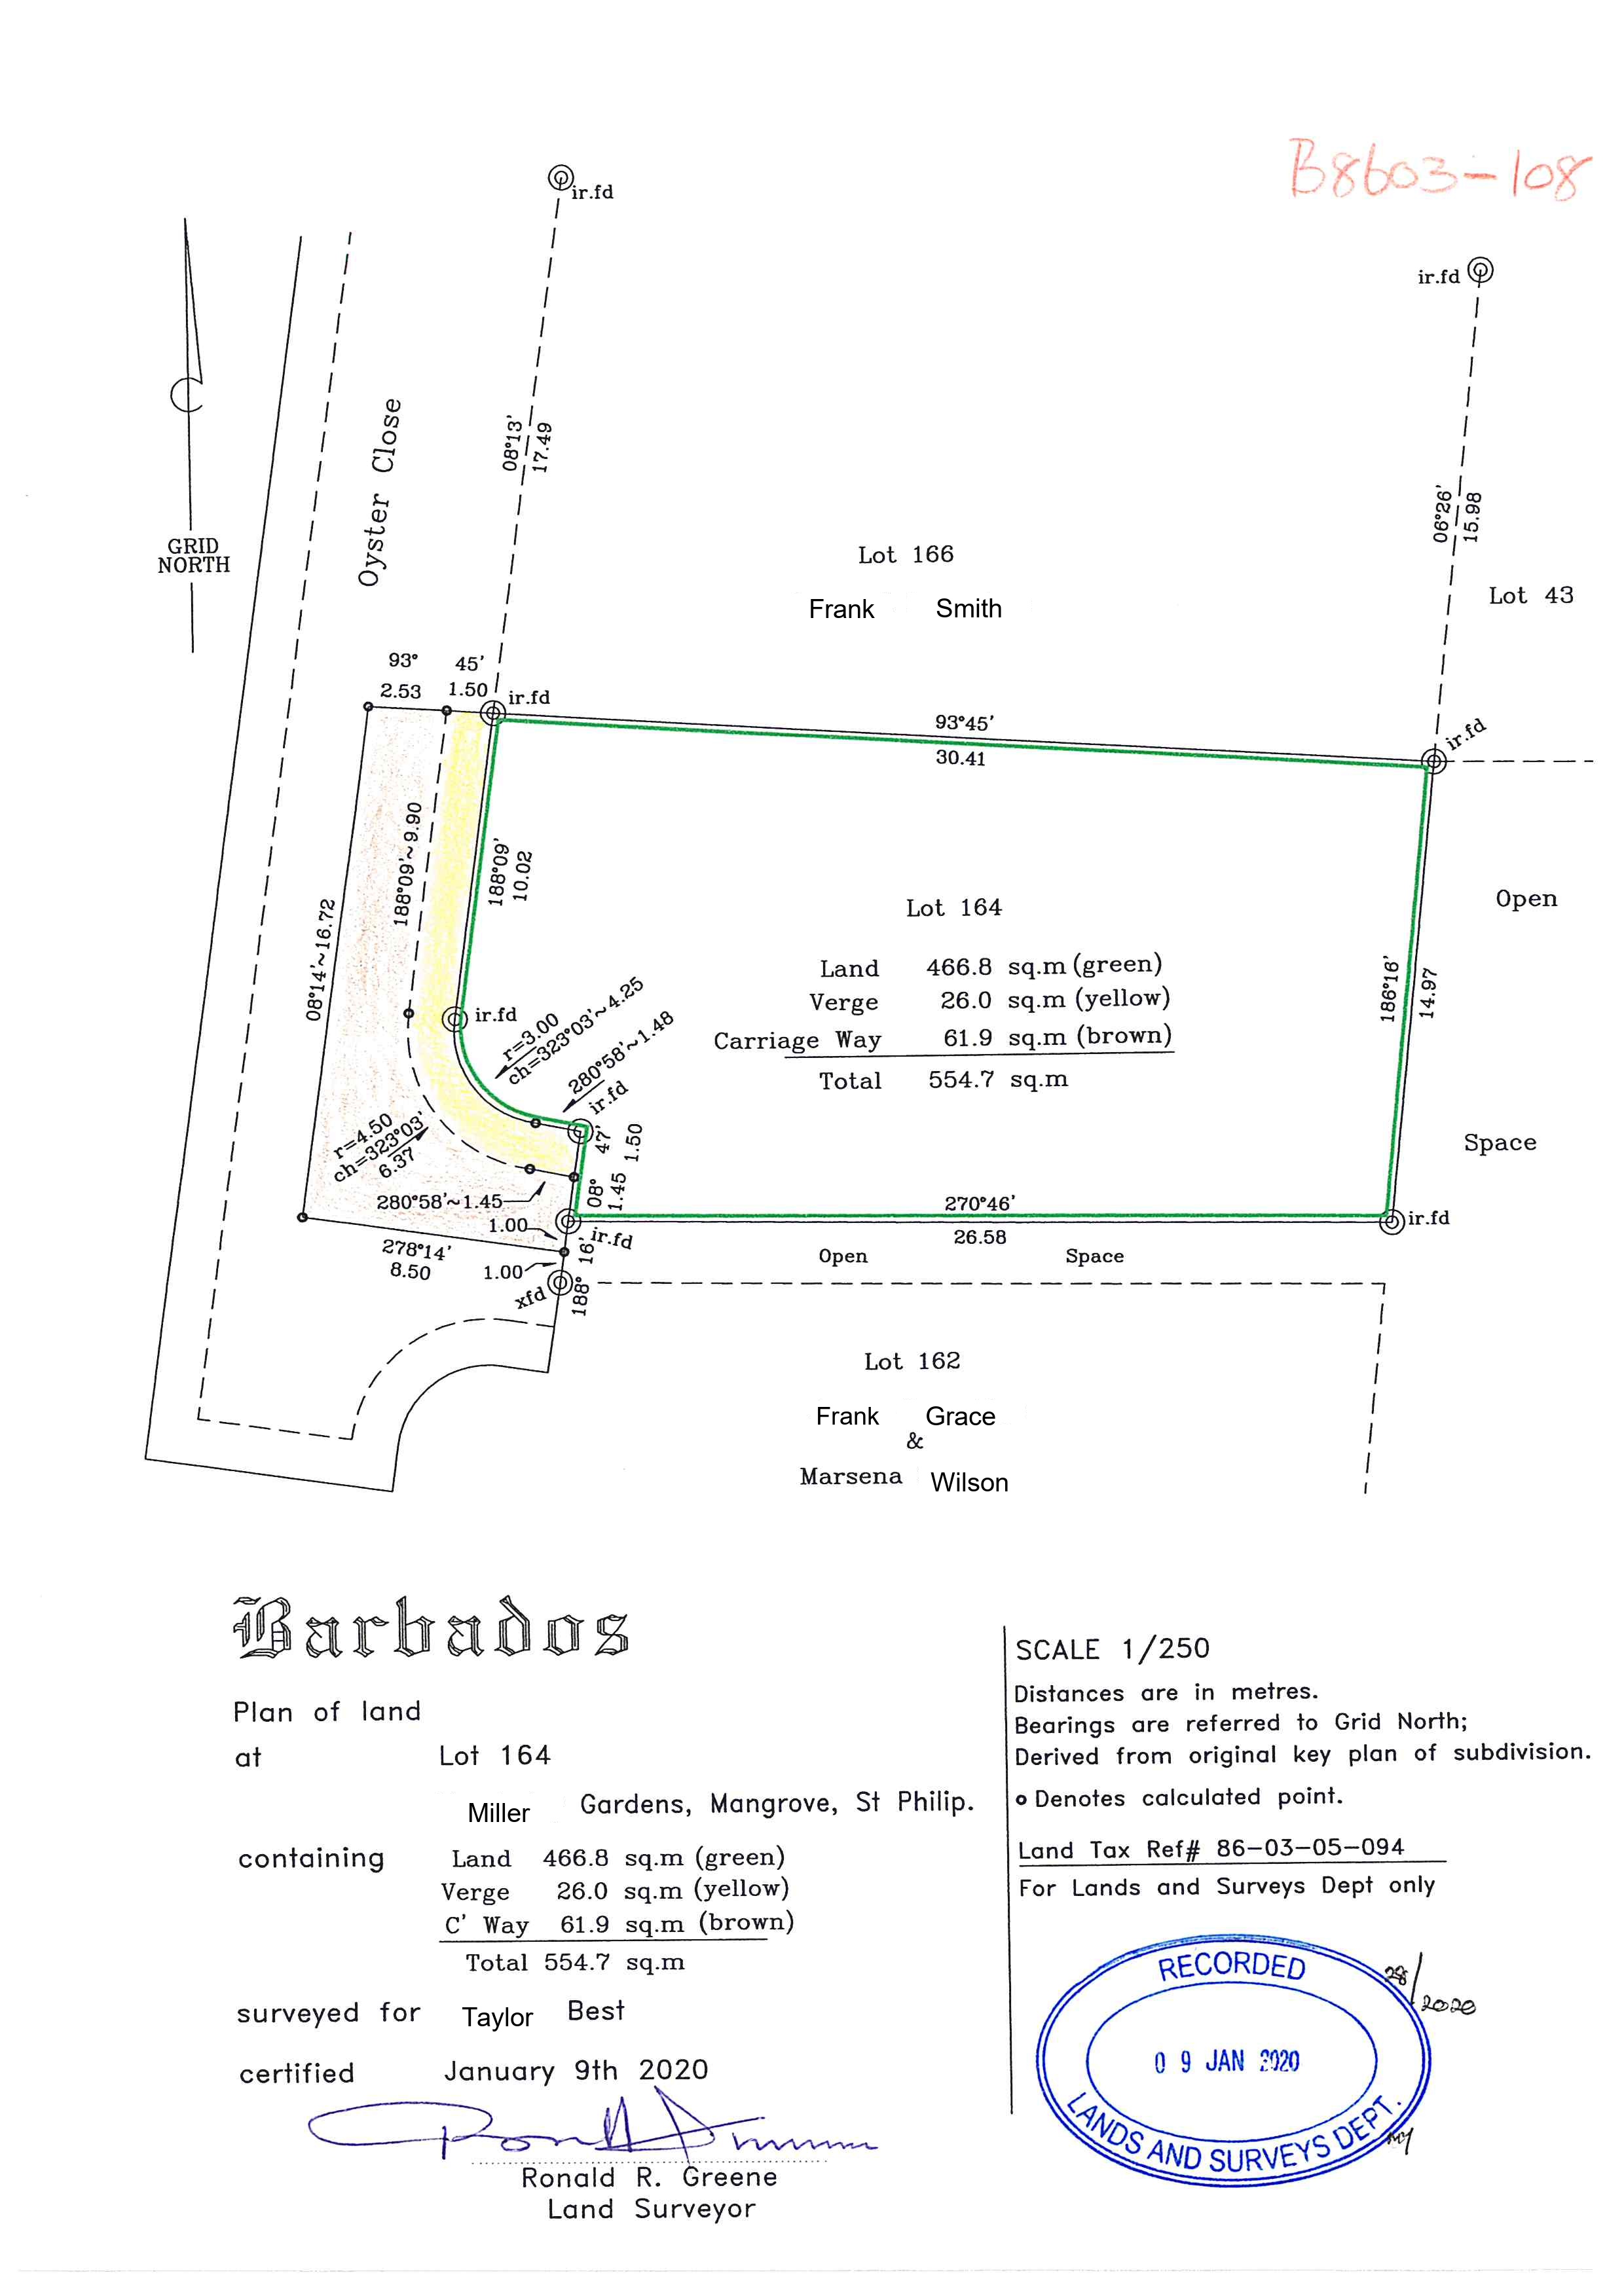 B8603-108
ir.fd
ir.fd
Oyster Close
08°13'
17.49
06°26'
15.98
GRID
NORTH
Lot 166
Frank Smith
Lot 43
93° 45'
2.53 1.50
ir.fd
93°45'
30.41
ir.fd
188°09'~9.90
188°09'
10.02
08°14'~16.72
Lot 164
Open
Land 466.8 sq.m (green)
Verge 26.0 sq.m (yellow)
Carriage Way 61.9 sq.m (brown)
Total 554.7 sq.m
186°16'
14.97
ir.fd
r=3.00
ch=323°03'~4.25
280°58'~1.48
ir.fd
r=4.50
ch=323°03'
6.37
08° 47'
1.45 1.50
Space
280°58'~1.45
1.00
ir.fd
270°46'
26.58
ir.fd
278°14'
8.50
1.00
188° 16'
xfd
Open Space
Lot 162
Frank Grace
&
Marsena Wilson
Barbados
Plan of land
at Lot 164
Miller Gardens, Mangrove, St Philip.
containing Land 466.8 sq.m (green)
Verge 26.0 sq.m (yellow)
C' Way 61.9 sq.m (brown)
Total 554.7 sq.m
surveyed for Taylor Best
certified January 9th 2020
Ronald R. Greene
Land Surveyor
SCALE 1/250
Distances are in metres.
Bearings are referred to Grid North;
Derived from original key plan of subdivision.
Denotes calculated point.
Land Tax Ref# 86-03-05-094
For Lands and Surveys Dept only
RECORDED
09 JAN 2020
LANDS AND SURVEYS DEPT.
28/2020